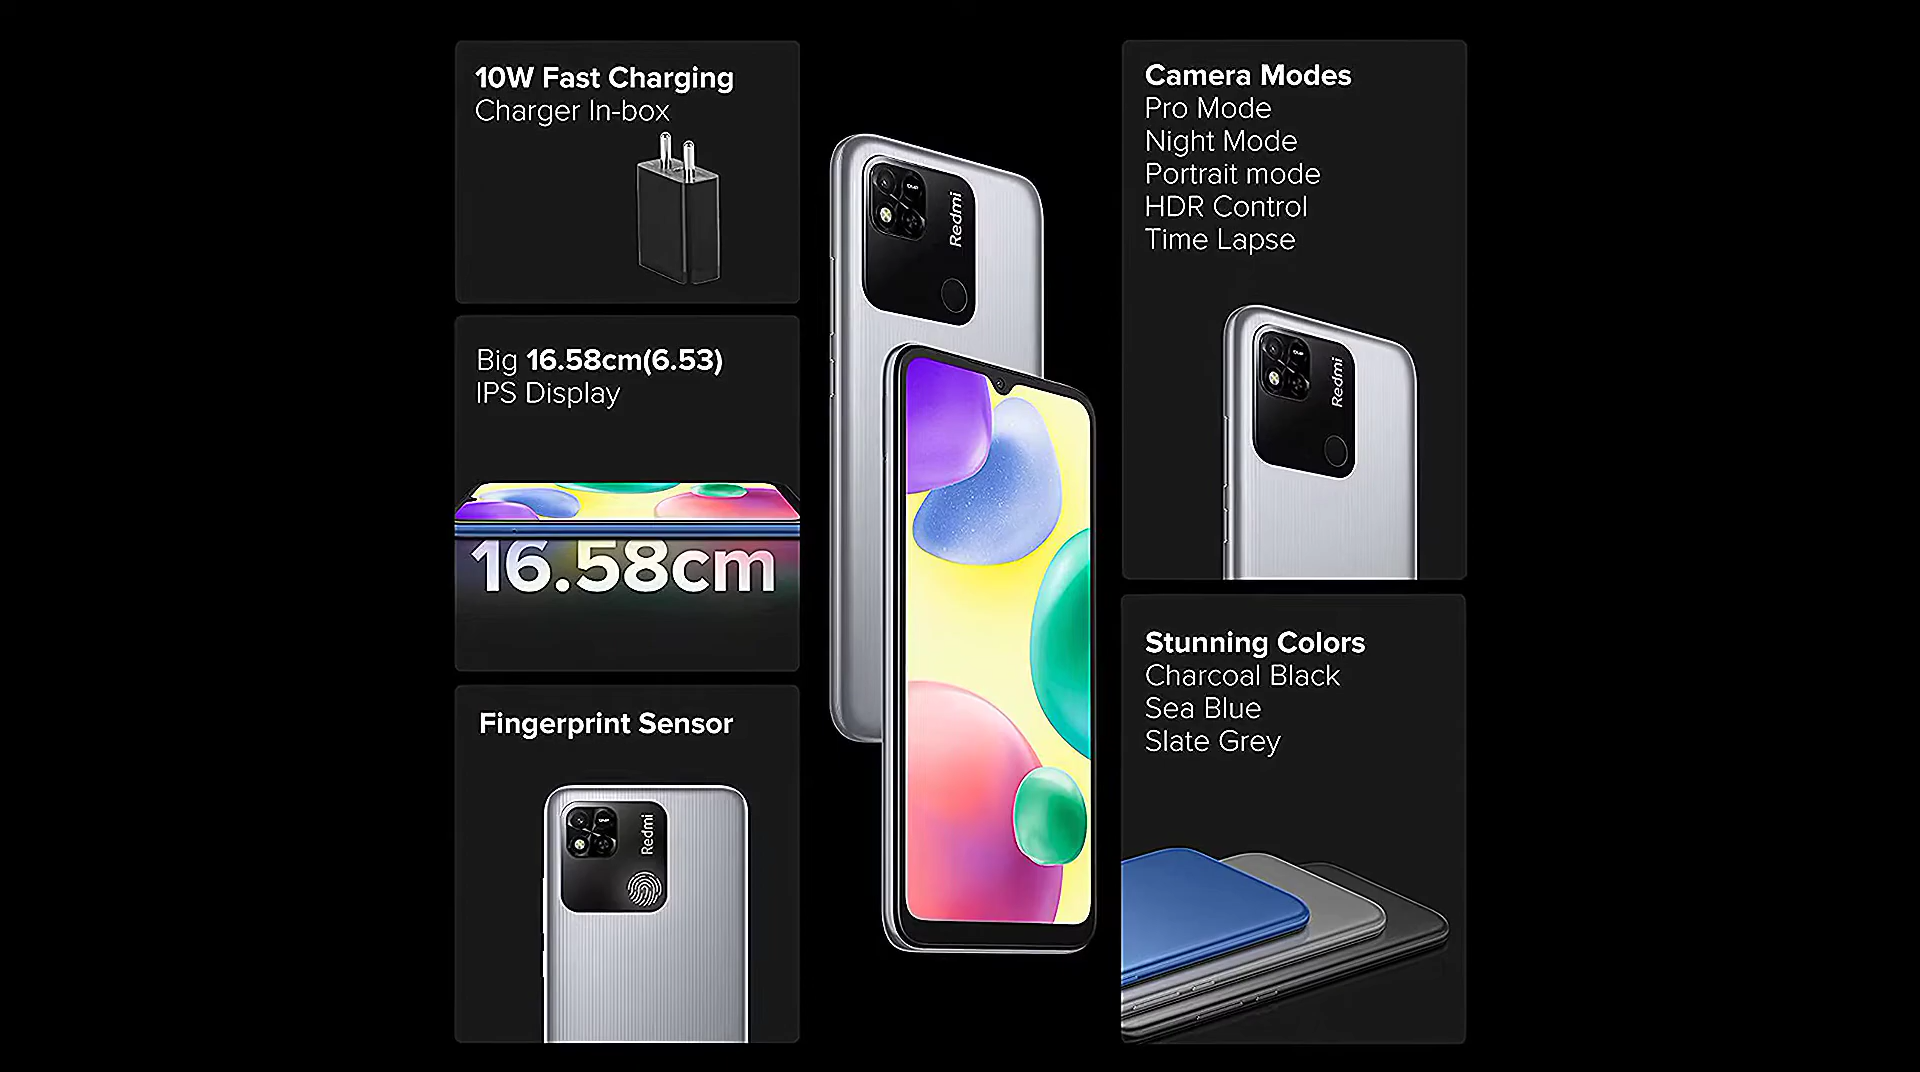 10W Fast Charging
Charger In-box
Big 16.58cm(6.53)
IPS Display
16.58cm
Fingerprint Sensor
Redmi
Redmi
Camera Modes
Pro Mode
Night Mode
Portrait mode
HDR Control
Time Lapse
Redmi
Stunning Colors
Charcoal Black
Sea Blue
Slate Grey